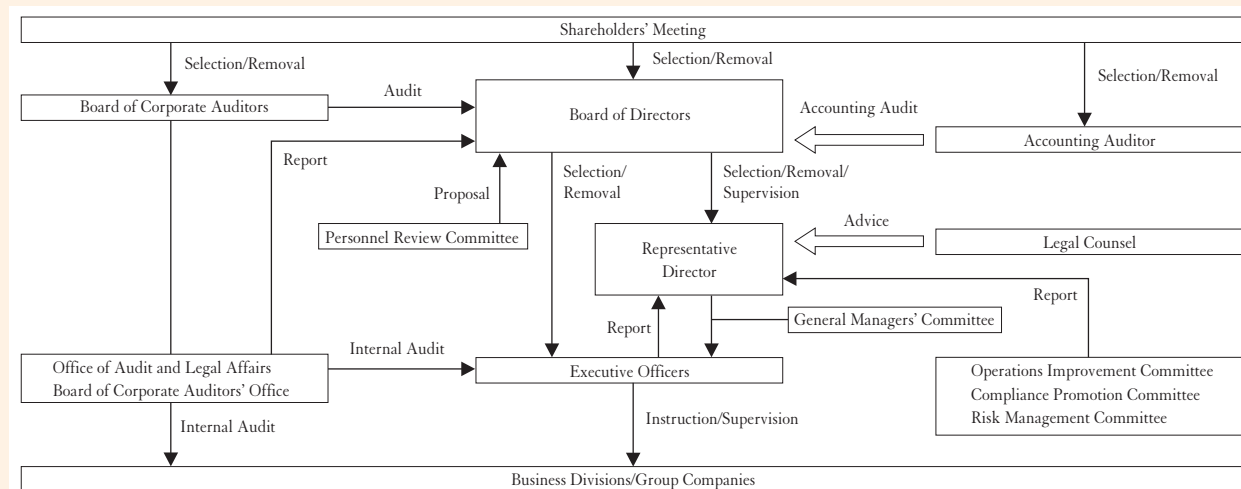 Shareholders’ Meeting
Selection/Removal
Selection/Removal
Selection/Removal
Board of Corporate Auditors
Audit
Board of Directors
Accounting Audit
Accounting Auditor
Report
Proposal
Selection/
Removal
Selection/Removal/
Supervision
Personnel Review Committee
Representative
Director
Advice
Legal Counsel
Report
General Managers’ Committee
Report
Internal Audit
Office of Audit and Legal Affairs
Board of Corporate Auditors’ Office
Executive Officers
Operations Improvement Committee
Compliance Promotion Committee
Risk Management Committee
Internal Audit
Instruction/Supervision
Business Divisions/Group Companies